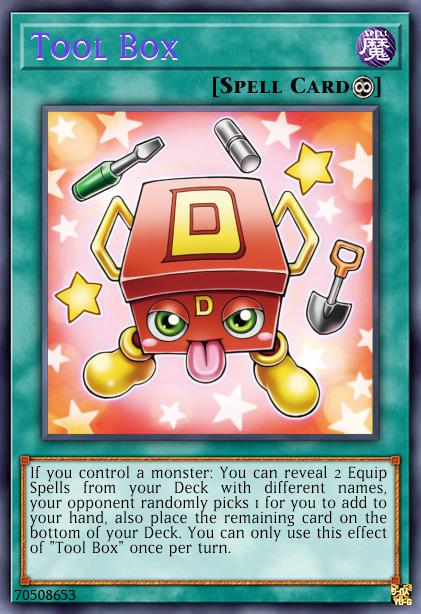 Tool Box
SPELL
魔
[Spell Card]
D
D
If you control a monster: You can reveal 2 Equip
Spells from your Deck with different names,
your opponent randomly picks 1 for you to add to
your hand, also place the remaining card on the
bottom of your Deck. You can only use this effect
of "Tool Box" once per turn.
70508653